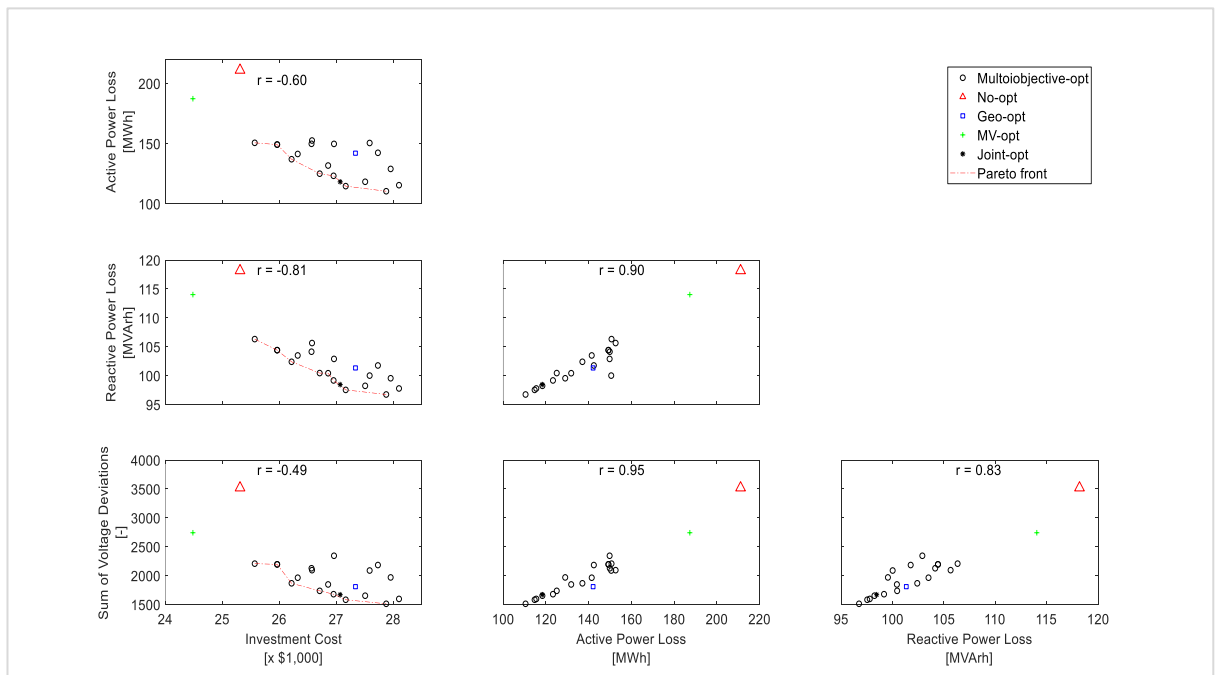 Active Power Loss
[MWh]
200
150
100
r = -0.60
Multoiobjective-opt
No-opt
Geo-opt
MV-opt
Joint-opt
Pareto front
Reactive Power Loss
[MVArh]
120
115
110
105
100
95
r = -0.81
r = 0.90
Sum of Voltage Deviations
[-]
4000
3500
3000
2500
2000
1500
r = -0.49
r = 0.95
r = 0.83
24 25 26 27 28
100 120 140 160 180 200 220
95 100 105 110 115 120
Investment Cost
[x $1,000]
Active Power Loss
[MWh]
Reactive Power Loss
[MVArh]